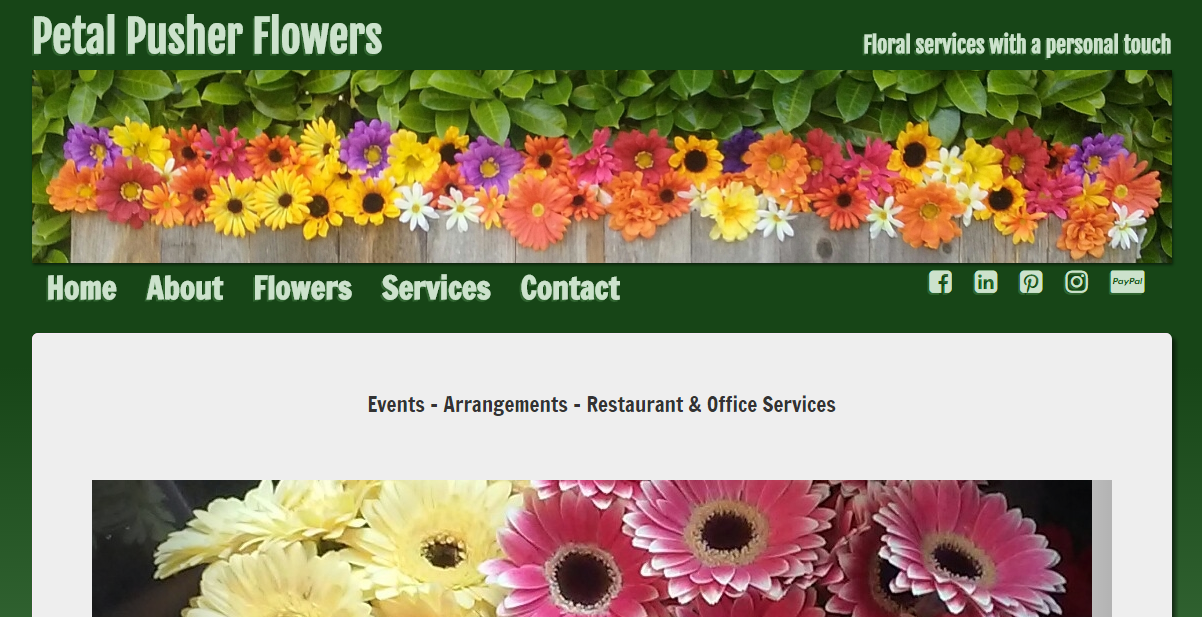 Petal Pusher Flowers
Floral services with a personal touch
Home About Flowers Services Contact
PayPal
Events - Arrangements - Restaurant & Office Services